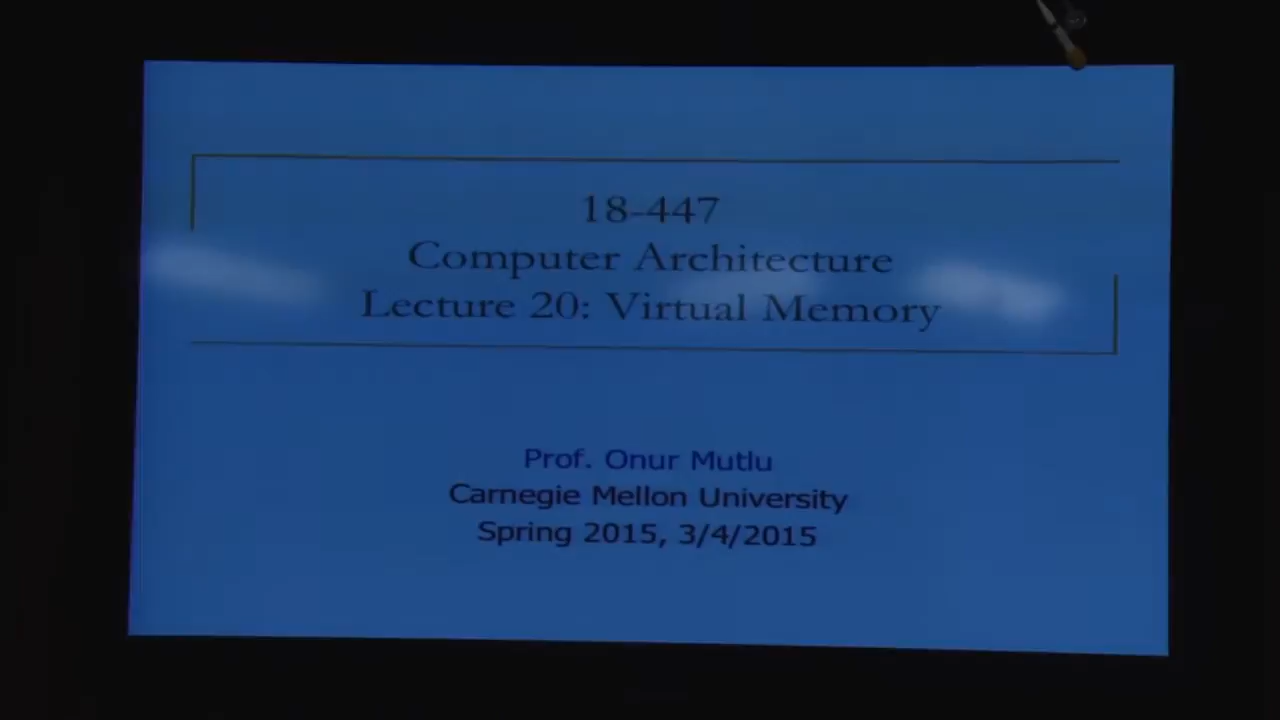 18-447
Computer Architecture
Lecture 20: Virtual Memory
Prof. Onur Mutlu
Carnegie Mellon University
Spring 2015, 3/4/2015